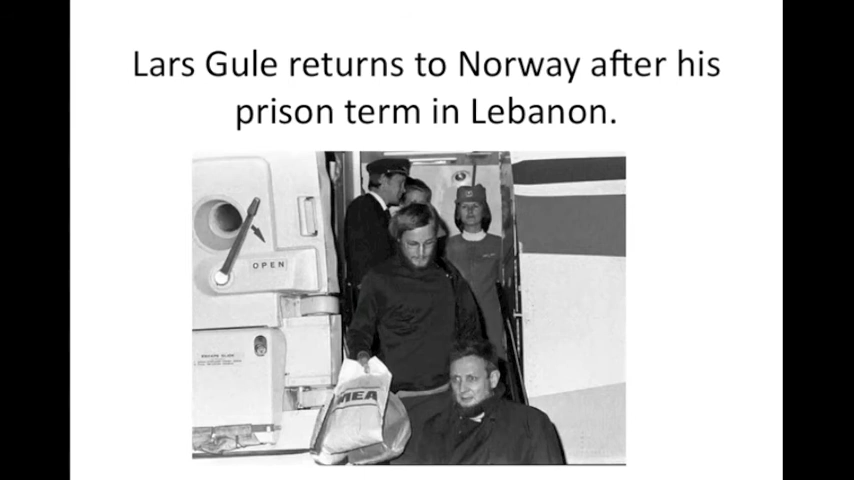 Lars Gule returns to Norway after his
prison term in Lebanon.
OPEN
MEA